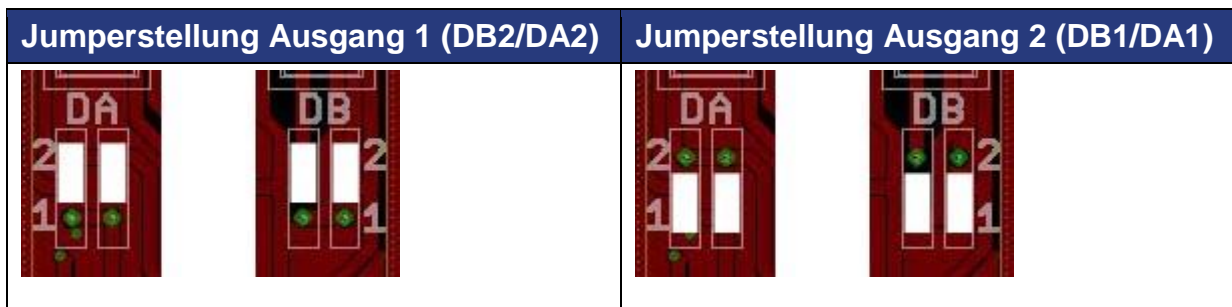 Jumperstellung Ausgang 1 (DB2/DA2)
Jumperstellung Ausgang 2 (DB1/DA1)
DA
2
1
DB
2
1
DA
2
1
DB
2
1